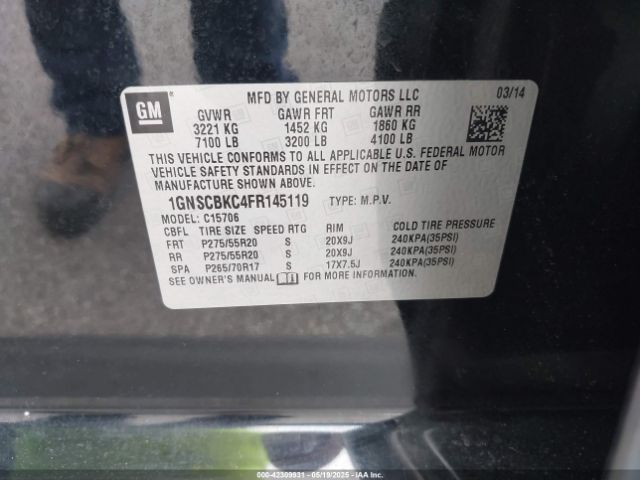 GM
MFD BY GENERAL MOTORS LLC 03/14
GVWR GAWR FRT GAWR RR
3221 KG 1452 KG 1860 KG
7100 LB 3200 LB 4100 LB
THIS VEHICLE CONFORMS TO ALL APPLICABLE U.S. FEDERAL MOTOR
VEHICLE SAFETY STANDARDS IN EFFECT ON THE DATE OF
MANUFACTURE SHOWN ABOVE.
1GNSCBKC4FR145119 TYPE: M.P.V.
MODEL: C15706
CBFL TIRE SIZE SPEED RTG RIM COLD TIRE PRESSURE
FRT P275/55R20 S 20X9J 240KPA(35PSI)
RR P275/55R20 S 20X9J 240KPA(35PSI)
SPA P265/70R17 S 17X7.5J 240KPA(35PSI)
SEE OWNER'S MANUAL FOR MORE INFORMATION.
000-42309931 - 05/19/2025 - IAA Inc.